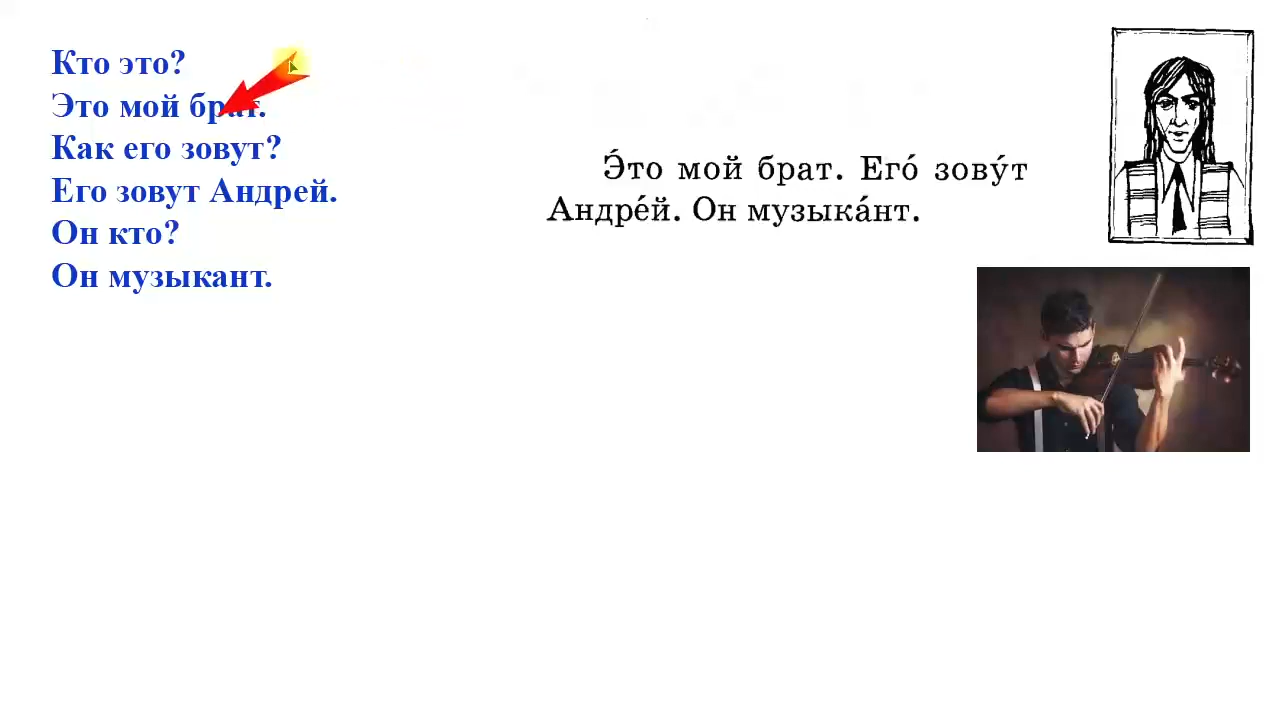 Кто это?
Это мой брат.
Как его зовут?
Его зовут Андрей.
Он кто?
Он музыкант.
Э́то мой брат. Его́ зову́т
Андре́й. Он музыка́нт.